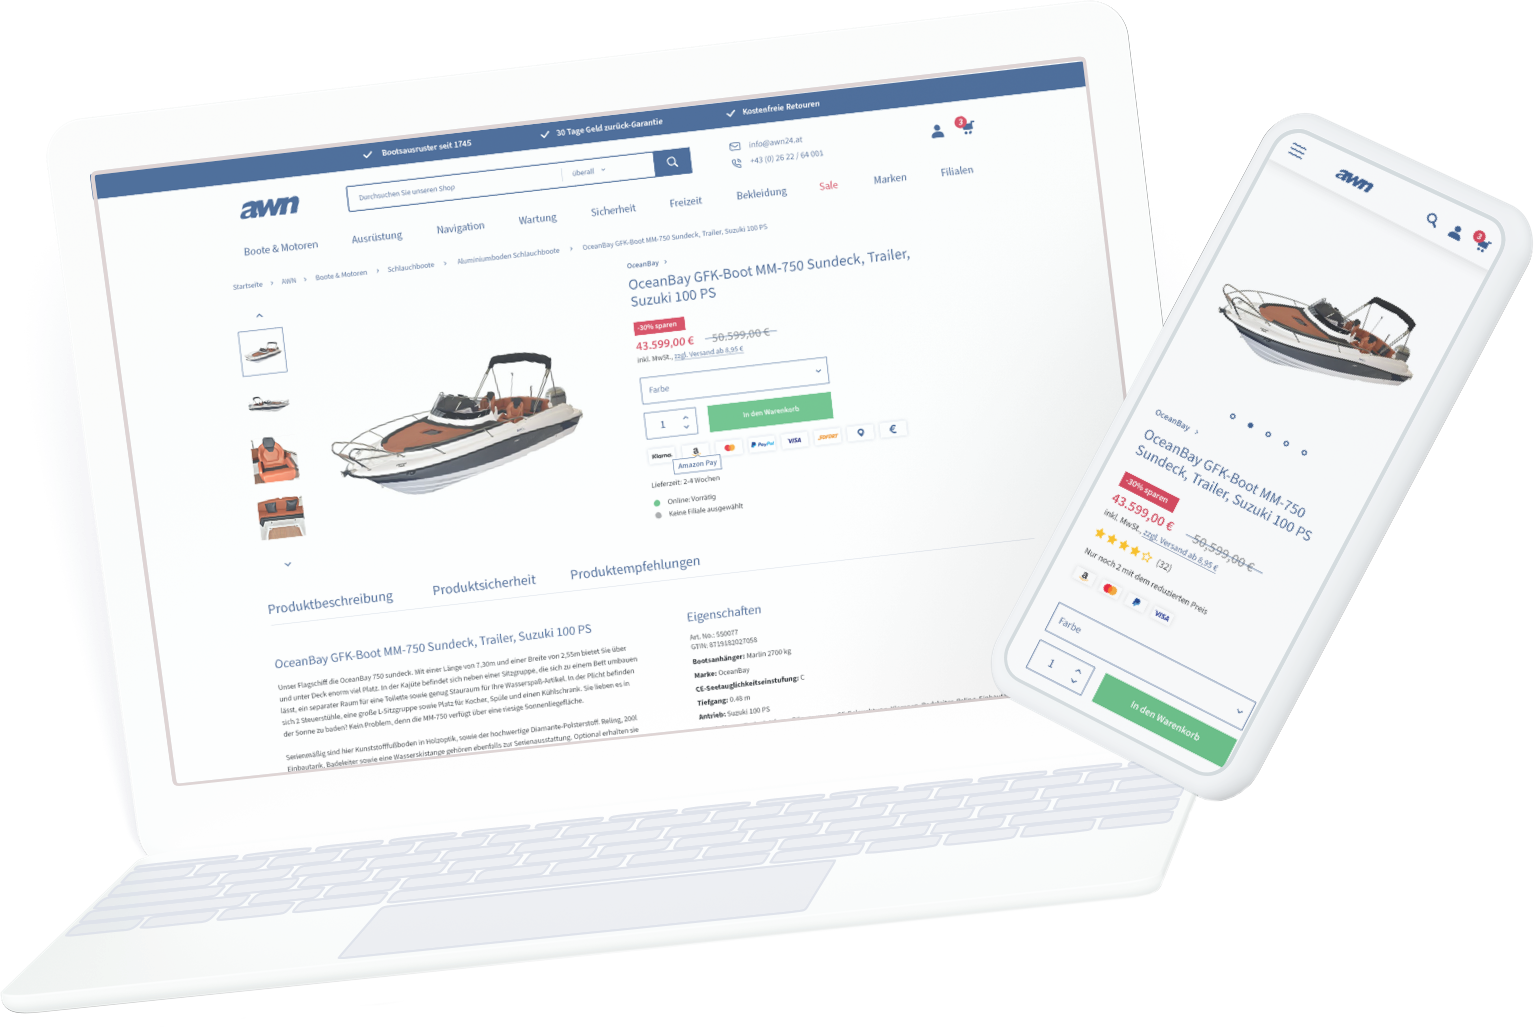 Bootsausruster seit 1745
30 Tage Geld zurück-Garantie
Kostenfreie Retouren
awn
Durchsuchen Sie unseren Shop
überall
info@awn24.at
+43 (0) 26 22 / 64 001
3
Boote & Motoren
Ausrüstung
Navigation
Wartung
Sicherheit
Freizeit
Bekleidung
Sale
Marken
Filialen
Startseite > AWN > Boote & Motoren > Schlauchboote > Aluminiumboden Schlauchboote > OceanBay GFK-Boot MM-750 Sundeck, Trailer, Suzuki 100 PS
OceanBay >
OceanBay GFK-Boot MM-750 Sundeck, Trailer,
Suzuki 100 PS
-30% sparen
43.599,00 € 50.599,00 €
inkl. MwSt., zzgl. Versand ab 8,95 €
Farbe
1
In den Warenkorb
Klarna. a PayPal VISA SOFORT €
Amazon Pay
Lieferzeit: 2-4 Wochen
Online: Vorrätig
Keine Filiale ausgewählt
Produktbeschreibung
Produktsicherheit
Produktempfehlungen
OceanBay GFK-Boot MM-750 Sundeck, Trailer, Suzuki 100 PS
Unser Flagschiff die OceanBay 750 sundeck. Mit einer Länge von 7,30m und einer Breite von 2,55m bietet Sie über
und unter Deck enorm viel Platz. In der Kajüte befindet sich neben einer Sitzgruppe, die sich zu einem Bett umbauen
lässt, ein separater Raum für eine Toilette sowie genug Stauraum für Ihre Wasserspaß-Artikel. In der Plicht befinden
sich 2 Steuerstühle, eine große L-Sitzgruppe sowie Platz für Kocher, Spüle und einen Kühlschrank. Sie lieben es in
der Sonne zu baden? Kein Problem, denn die MM-750 verfügt über eine riesige Sonnenliegefläche.
Serienmäßig sind hier Kunststofffußboden in Holzoptik, sowie der hochwertige Diamante-Polsterstoff. Reling, 200l
Einbautank, Badeleiter sowie eine Wasserskistange gehören ebenfalls zur Serienausstattung. Optional erhalten sie
Eigenschaften
Art. No.: 550077
GTIN: 8719182027058
Bootsanhänger: Marlin 2700 kg
Marke: OceanBay
CE-Seetauglichkeitseinstufung: C
Tiefgang: 0,46 m
Antrieb: Suzuki 100 PS
awn
3
OceanBay >
OceanBay GFK-Boot MM-750
Sundeck, Trailer, Suzuki 100 PS
-30% sparen
43.599,00 € 50.599,00 €
inkl. MwSt., zzgl. Versand ab 8,95 €
(32)
Nur noch 2 mit dem reduzierten Preis
a VISA
Farbe
1
In den Warenkorb